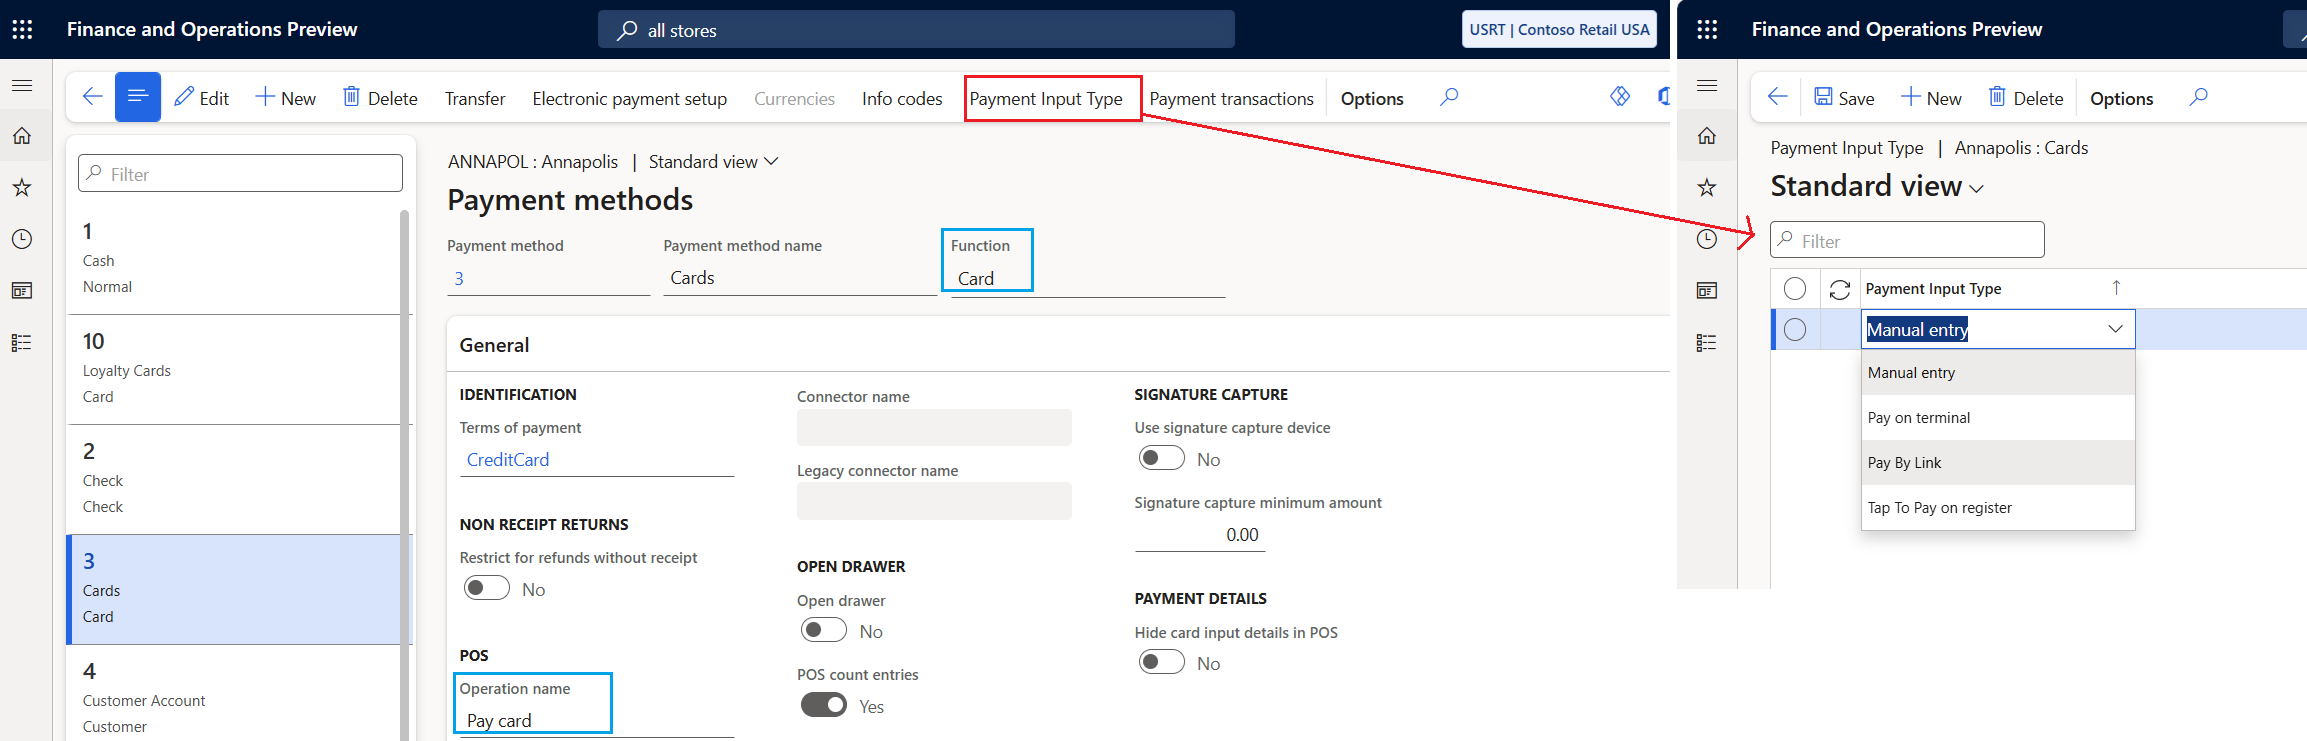 Finance and Operations Preview
all stores
USRT | Contoso Retail USA
Edit
New
Delete
Transfer
Electronic payment setup
Currencies
Info codes
Payment Input Type
Payment transactions
Options
Filter
1
Cash
Normal
10
Loyalty Cards
Card
2
Check
Check
3
Cards
Card
4
Customer Account
Customer
ANNAPOL : Annapolis | Standard view
Payment methods
Payment method
3
Payment method name
Cards
Function
Card
General
IDENTIFICATION
Terms of payment
CreditCard
NON RECEIPT RETURNS
Restrict for refunds without receipt
No
POS
Operation name
Pay card
Connector name
Legacy connector name
OPEN DRAWER
Open drawer
No
POS count entries
Yes
SIGNATURE CAPTURE
Use signature capture device
No
Signature capture minimum amount
0.00
PAYMENT DETAILS
Hide card input details in POS
No
Finance and Operations Preview
Save
New
Delete
Options
Payment Input Type | Annapolis : Cards
Standard view
Filter
Payment Input Type
Manual entry
Manual entry
Pay on terminal
Pay By Link
Tap To Pay on register